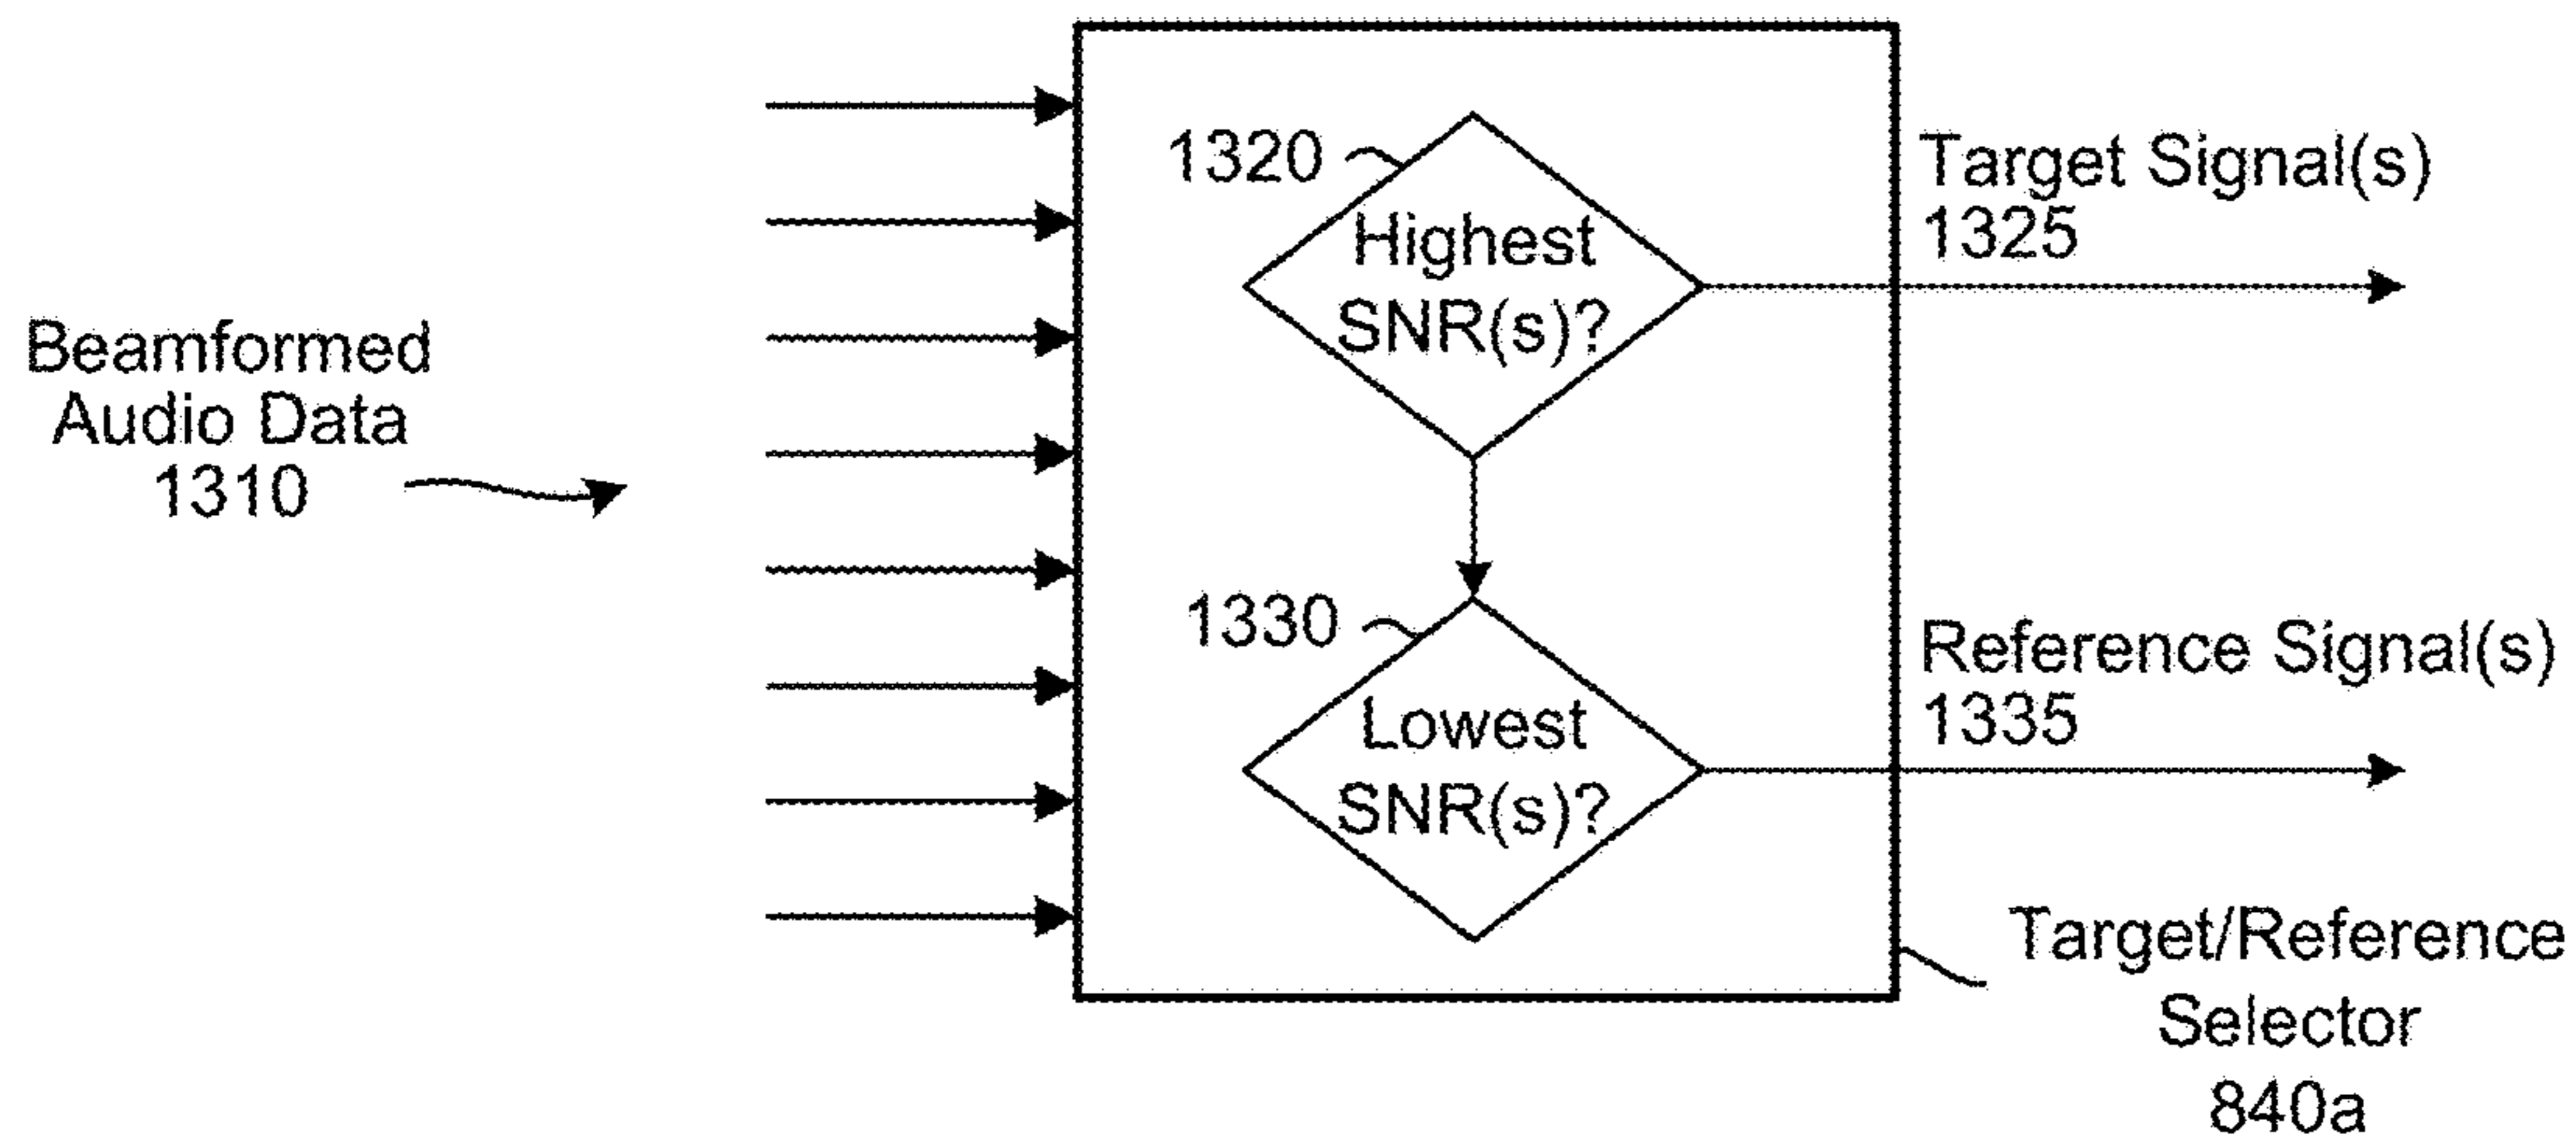 Beamformed
Audio Data
1310
1320
Highest
SNR(s)?
Target Signal(s)
1325
1330
Lowest
SNR(s)?
Reference Signal(s)
1335
Target/Reference
Selector
840a